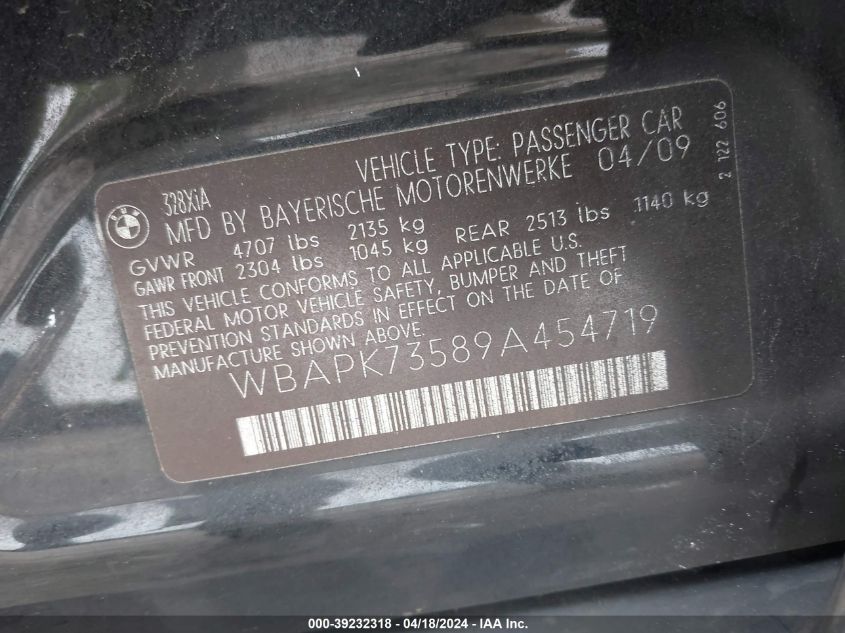 328XiA
VEHICLE TYPE: PASSENGER CAR
MFD BY BAYERISCHE MOTORENWERKE 04/09
GVWR 4707 lbs 2135 kg
GAWR FRONT 2304 lbs 1045 kg REAR 2513 lbs 1140 kg
THIS VEHICLE CONFORMS TO ALL APPLICABLE U.S.
FEDERAL MOTOR VEHICLE SAFETY, BUMPER AND THEFT
PREVENTION STANDARDS IN EFFECT ON THE DATE OF
MANUFACTURE SHOWN ABOVE.
WBAPK73589A454719
2 122 606
000-39232318 - 04/18/2024 - IAA Inc.